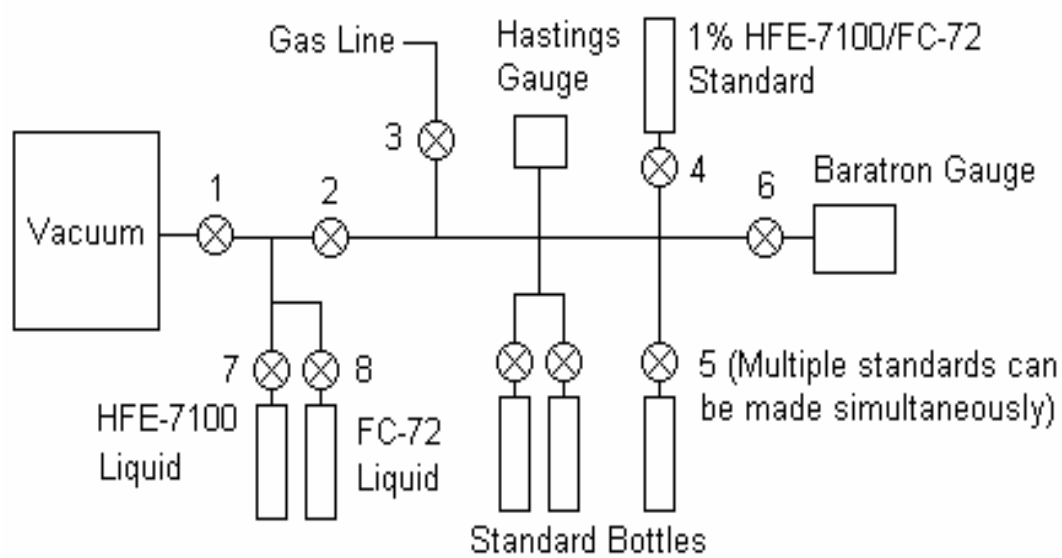 Gas Line
Hastings
Gauge
1% HFE-7100/FC-72
Standard
3
4
1
2
6
Baratron Gauge
Vacuum
7
8
5 (Multiple standards can
be made simultaneously)
HFE-7100
Liquid
FC-72
Liquid
Standard Bottles